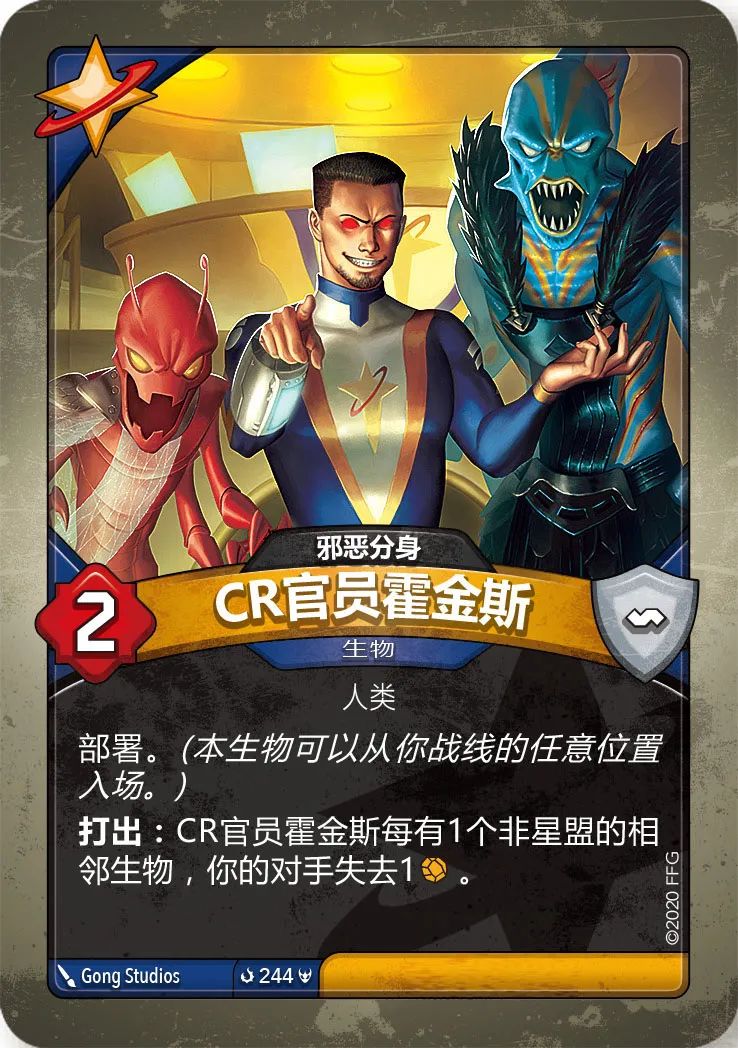 邪恶分身
CR官员霍金斯
2
生物
人类
部署。(本生物可以从你战线的任意位置
入场。)
打出：CR官员霍金斯每有1个非星盟的相
邻生物，你的对手失去1 。
©2020 FFG
Gong Studios
244